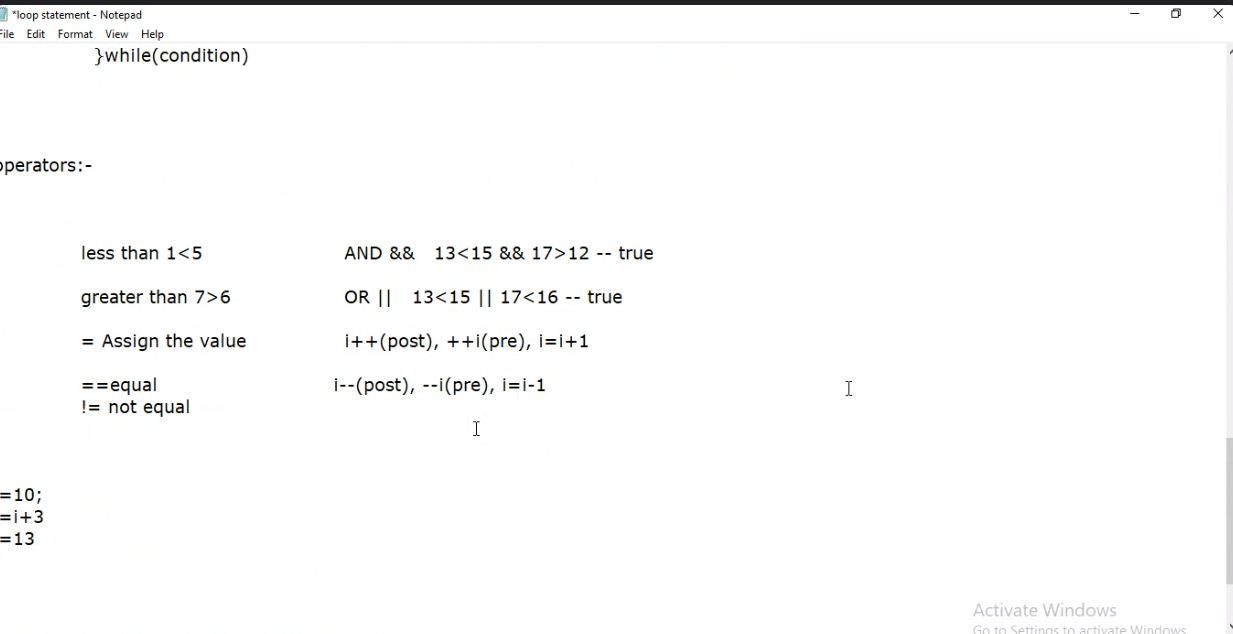 *loop statement - Notepad
File Edit Format View Help
}while(condition)
operators:-
less than 1<5 AND && 13<15 && 17>12 -- true
greater than 7>6 OR || 13<15 || 17<16 -- true
= Assign the value i++(post), ++i(pre), i=i+1
==equal i--(post), --i(pre), i=i-1
!= not equal
=10;
=i+3
=13
Activate Windows
Go to Settings to activate Windows.